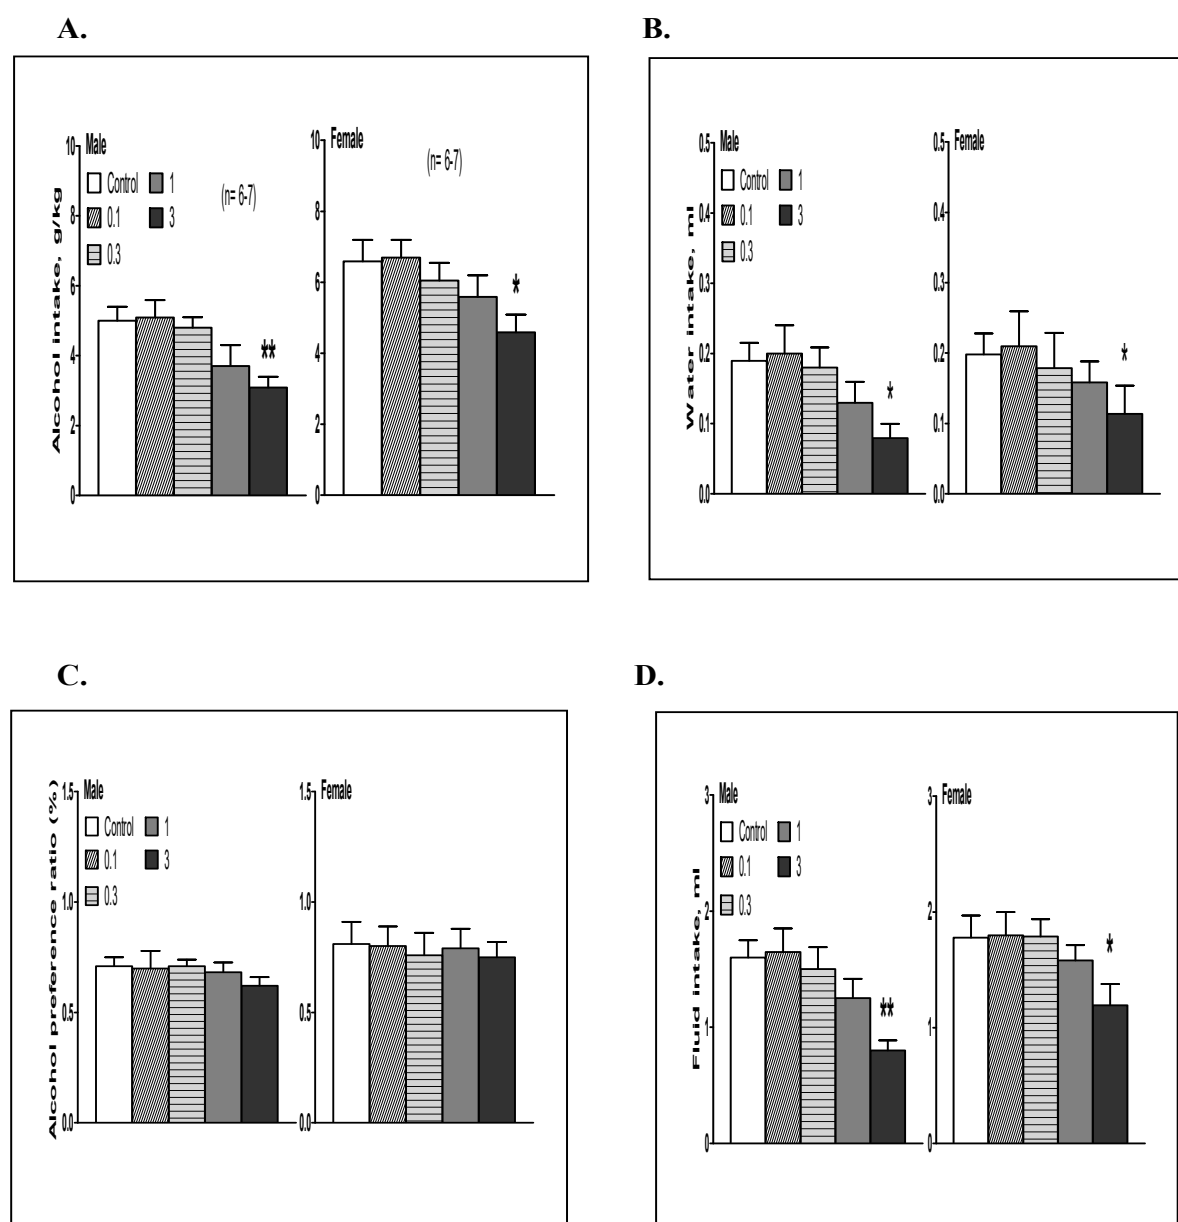 A.
Alcohol intake, g/kg
10
8
6
4
2
0
Male
Control
1
0.1
3
0.3
(n= 6-7)
**
10
8
6
4
2
0
Female
(n= 6-7)
*
B.
Water intake, ml
0.5
0.4
0.3
0.2
0.1
0.0
Male
Control
1
0.1
3
0.3
*
0.5
0.4
0.3
0.2
0.1
0.0
Female
*
C.
Alcohol preference ratio (%)
1.5
1.0
0.5
0.0
Male
Control
1
0.1
3
0.3
1.5
1.0
0.5
0.0
Female
D.
Fluid intake, ml
3
2
1
0
Male
Control
1
0.1
3
0.3
**
3
2
1
0
Female
*